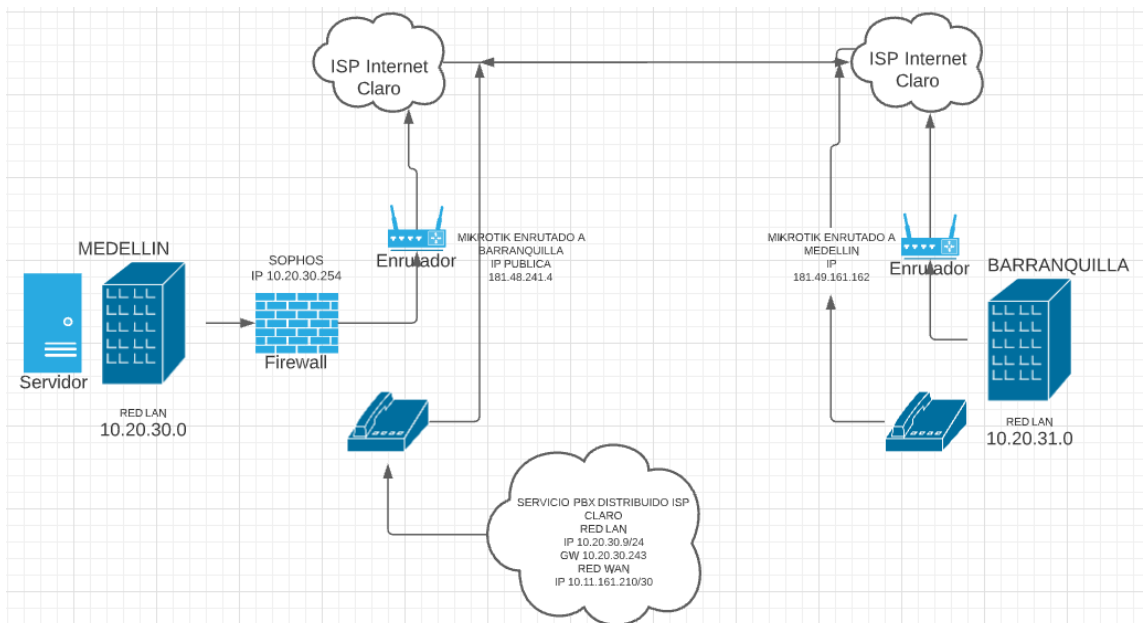 ISP Internet
Claro
ISP Internet
Claro
MEDELLIN
SOPHOS
IP 10.20.30.254
Enrutador
MIKROTIK ENRUTADO A
BARRANQUILLA
IP PUBLICA
181.48.241.4
MIKROTIK ENRUTADO A
MEDELLIN
IP
181.49.161.162
Enrutador
BARRANQUILLA
Servidor
Firewall
RED LAN
10.20.30.0
RED LAN
10.20.31.0
SERVICIO PBX DISTRIBUIDO ISP
CLARO
RED LAN
IP 10.20.30.9/24
GW 10.20.30.243
RED WAN
IP 10.11.161.210/30